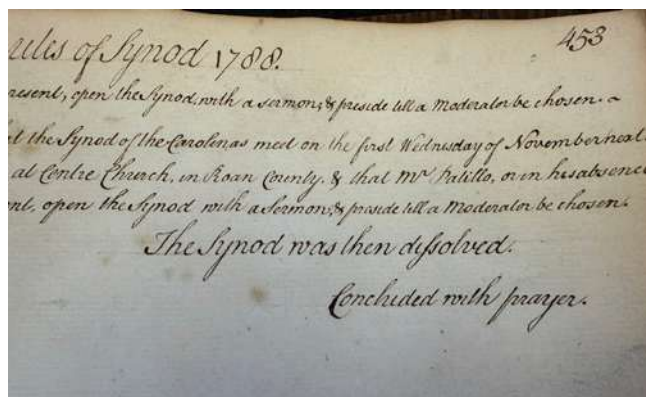 453
nutes of Synod 1788.
resent, open the Synod with a sermon, & preside till a Moderator be chosen.
at the Synod of the Carolinas meet on the first Wednesday of November next
at Centre Church, in Roan County, & that Mr Patillo, or in his absence
ent, open the Synod with a Sermon, & preside till a Moderator be chosen.
The Synod was then dissolved.
Concluded with prayer.